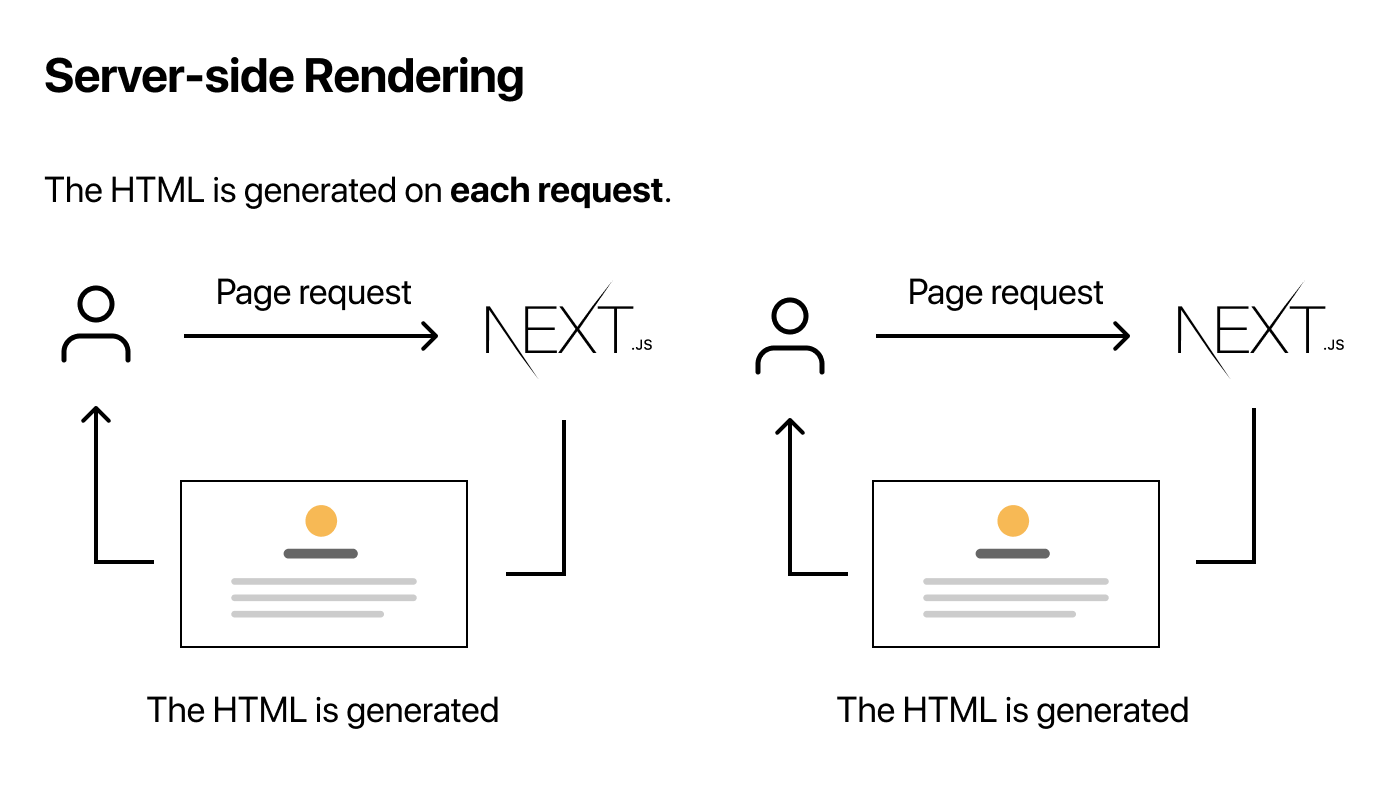 Server-side Rendering
The HTML is generated on each request.
Page request
NEXT.JS
The HTML is generated
Page request
NEXT.JS
The HTML is generated